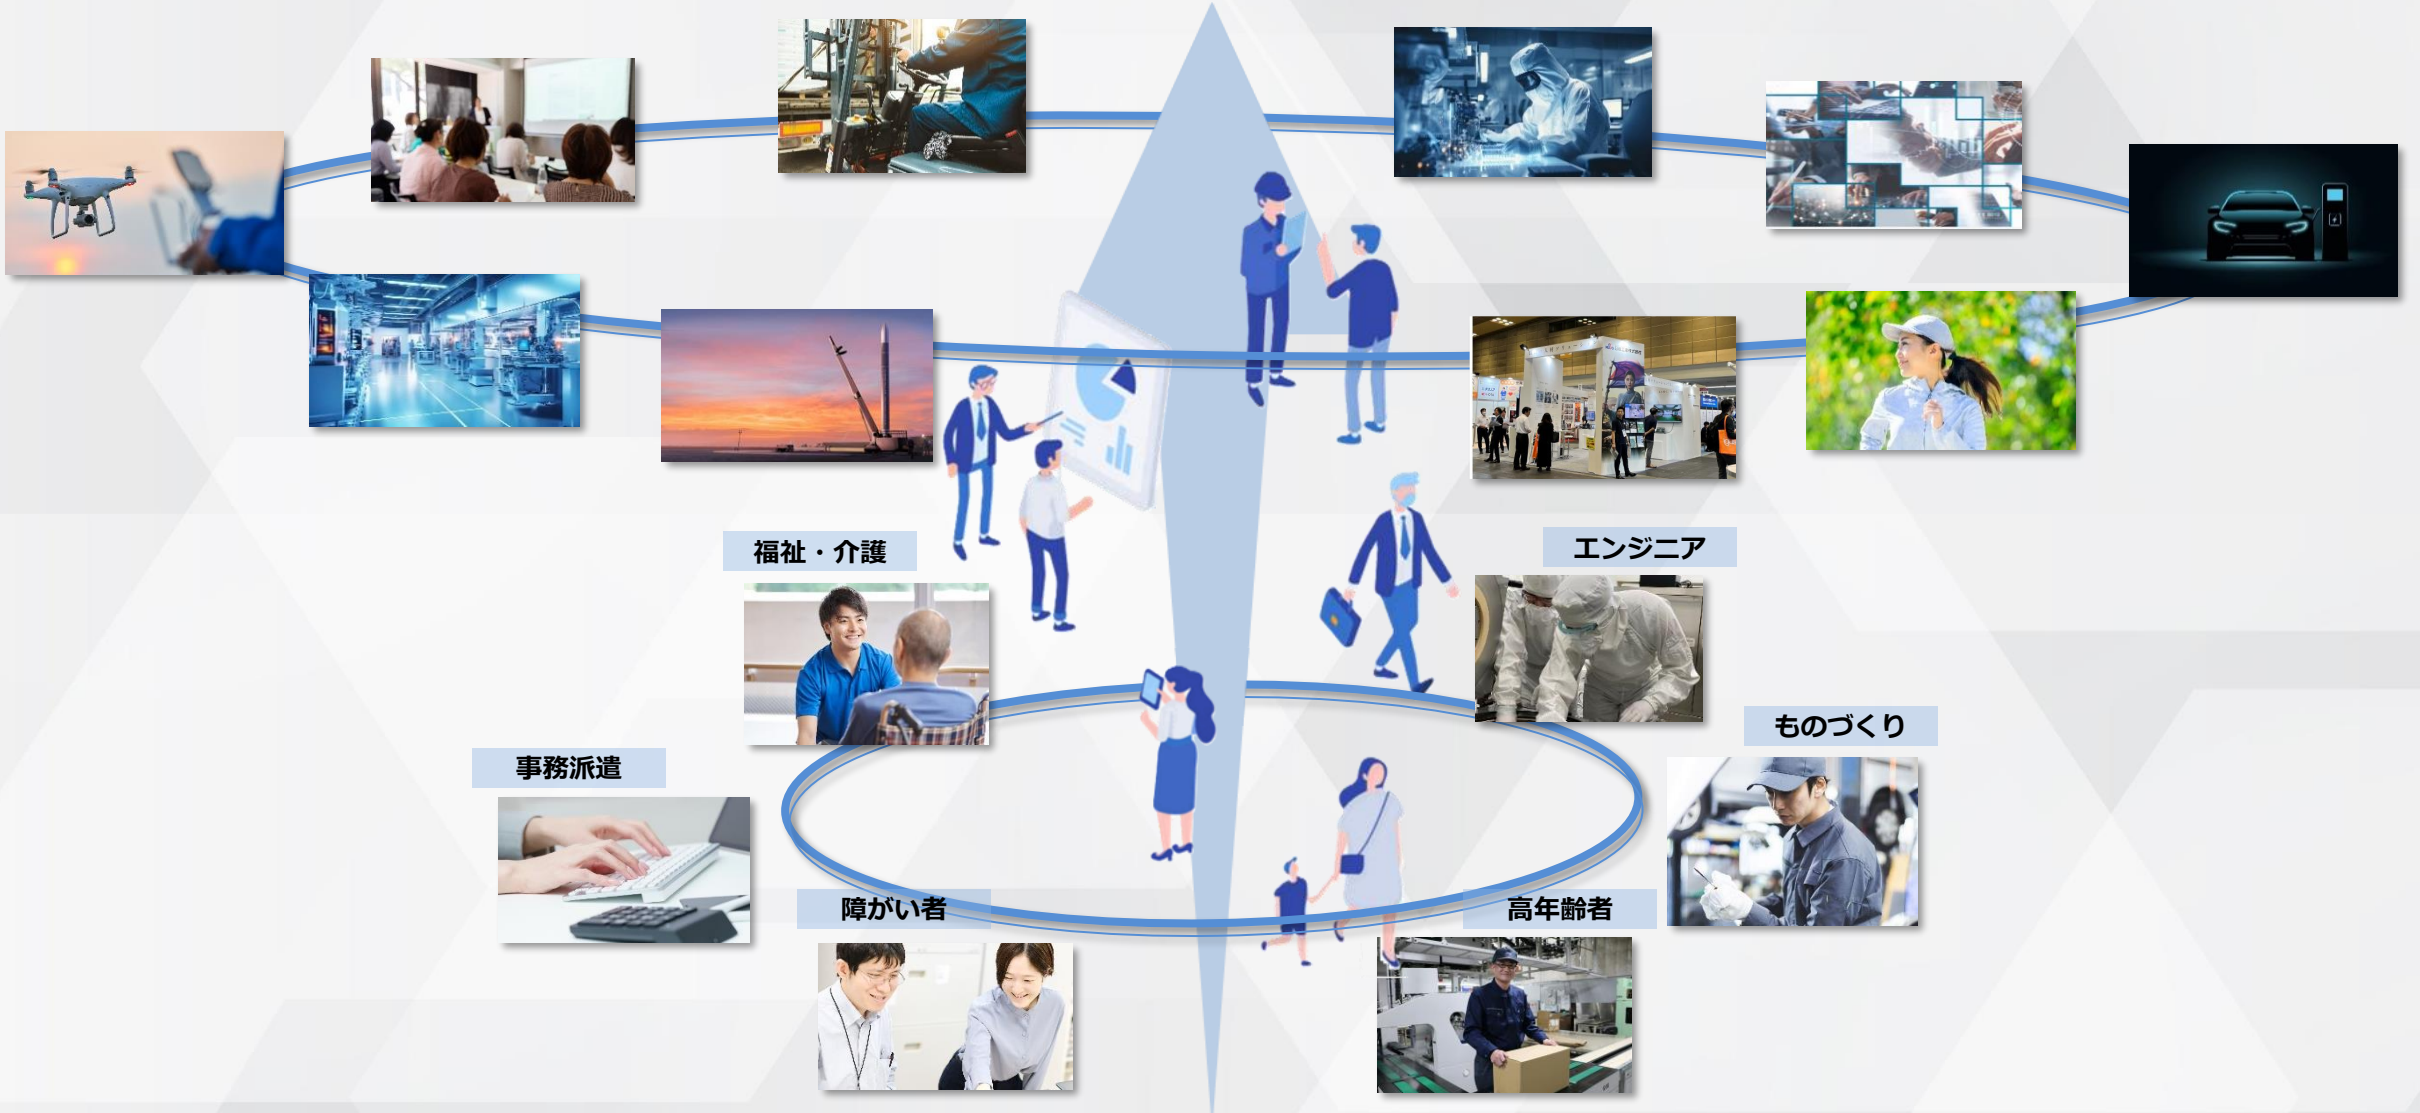 福祉・介護
エンジニア
ものづくり
事務派遣
障がい者
高年齢者